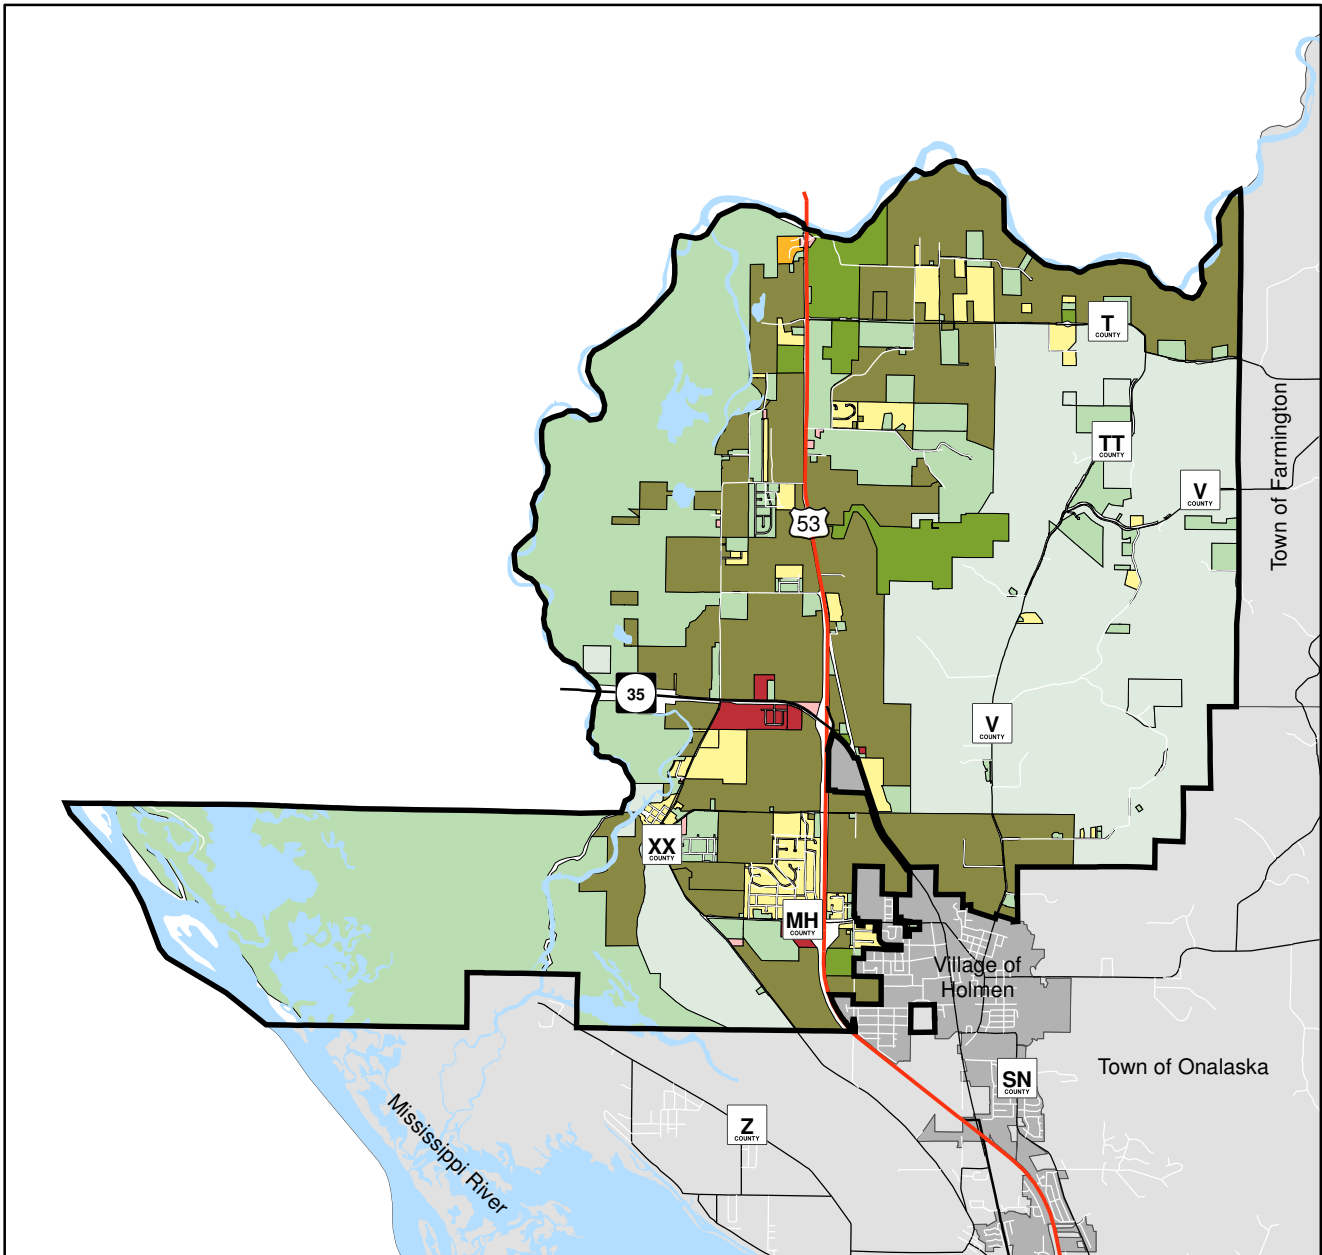 T
COUNTY
TT
COUNTY
V
COUNTY
Town of Farmington
53
35
V
COUNTY
XX
COUNTY
MH
COUNTY
Village of
Holmen
Town of Onalaska
SN
COUNTY
Z
COUNTY
Mississippi River